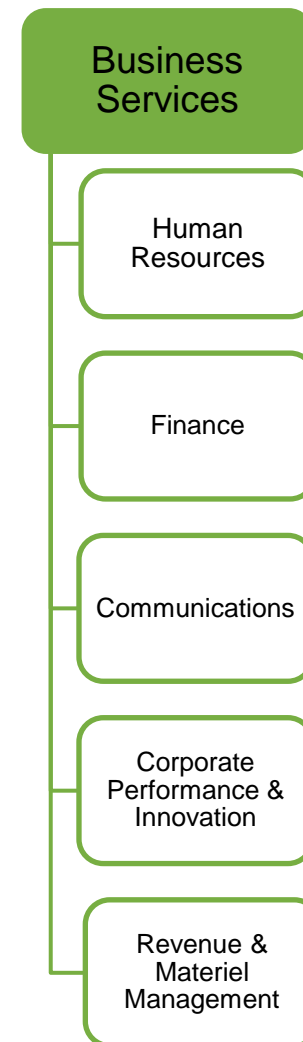 Business
Services
Human
Resources
Finance
Communications
Corporate
Performance &
Innovation
Revenue &
Materiel
Management